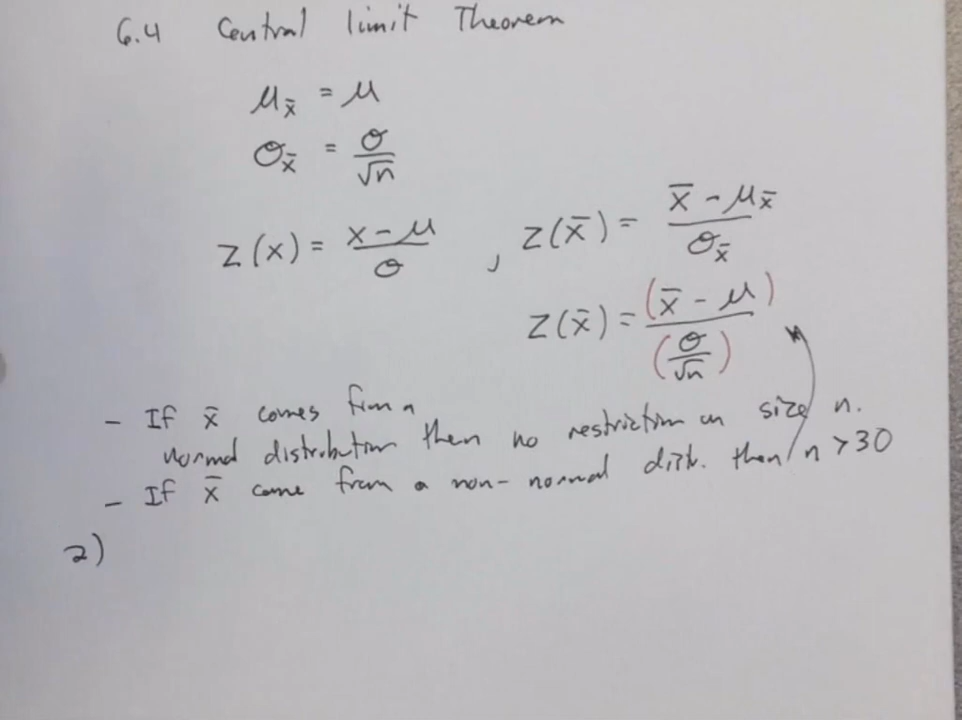 6.4 Central limit Theorem
μx̄ = μ
σx̄ = σ/√n
z(x) = x-μ/σ , z(x̄) = x̄ - μx̄/σx̄
z(x̄) = (x̄ - μ)/(σ/√n)
- If x̄ comes from a
normal distribution then no restriction on size n.
- If x̄ come from a non-normal distr. then n > 30
2)